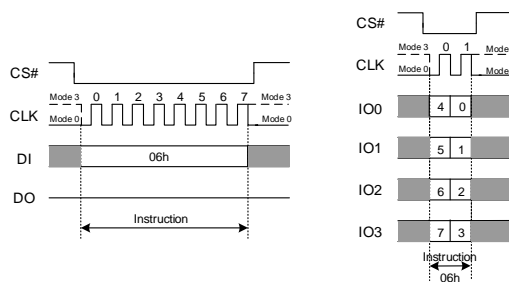 CS#
Mode 3 0 1 2 3 4 5 6 7 Mode 3
CLK Mode 0 Mode 0
DI 06h
DO
Instruction
CS#
Mode 3 0 1 Mode
CLK Mode 0 Mode
IO0 4 0
IO1 5 1
IO2 6 2
IO3 7 3
Instruction
06h